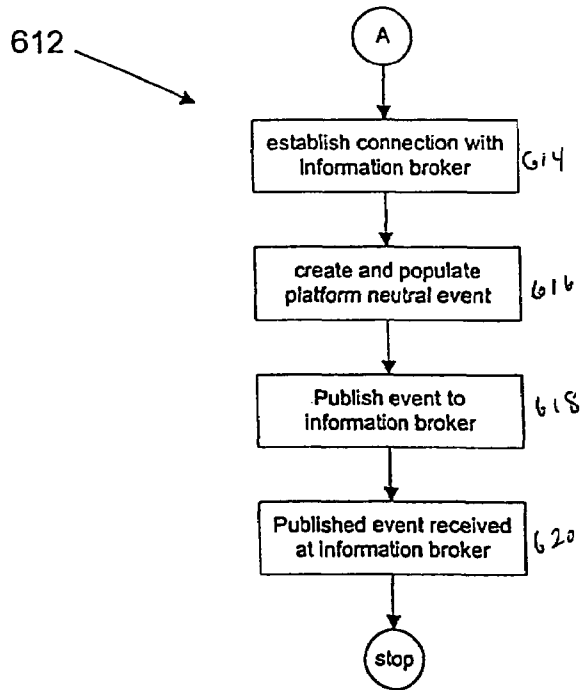 612
A
establish connection with
information broker
614
create and populate
platform neutral event
616
Publish event to
information broker
618
Published event received
at information broker
620
stop